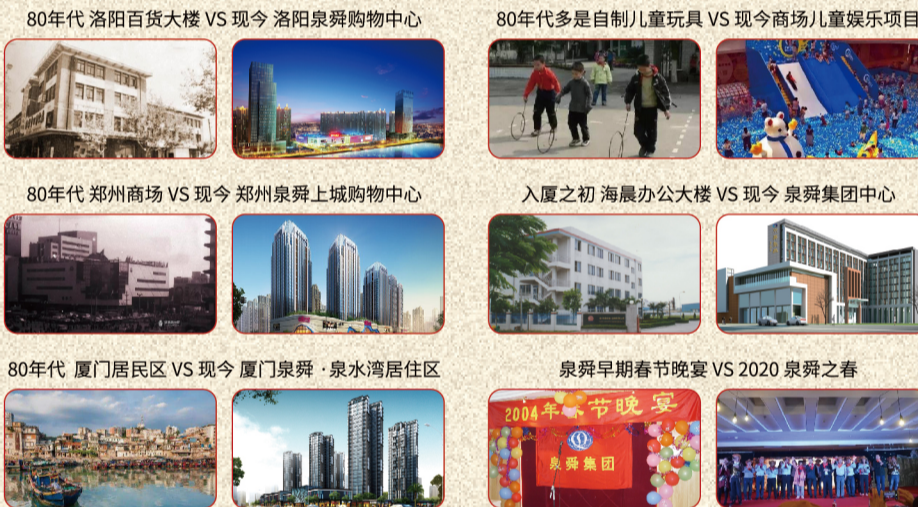 80年代 洛阳百货大楼 VS 现今 洛阳泉舜购物中心
80年代多是自制儿童玩具 VS 现今商场儿童娱乐项目
80年代 郑州商场 VS 现今 郑州泉舜上城购物中心
入厦之初 海晨办公大楼 VS 现今 泉舜集团中心
80年代 厦门居民区 VS 现今 厦门泉舜·泉水湾居住区
泉舜早期春节晚宴 VS 2020 泉舜之春
2004年春节晚宴
泉舜集团